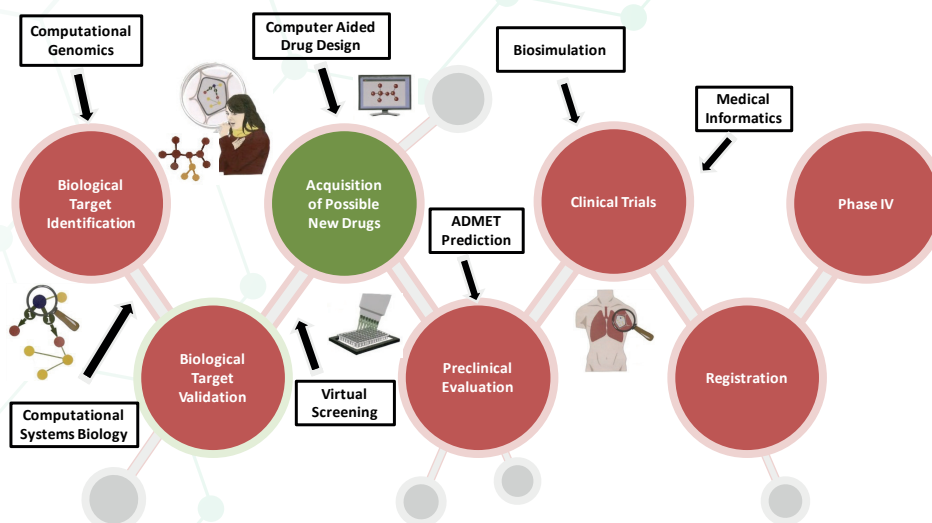 Computational
Genomics
Computer Aided
Drug Design
Biosimulation
Medical
Informatics
Biological
Target
Identification
Acquisition
of Possible
New Drugs
Clinical Trials
Phase IV
ADMET
Prediction
Biological
Target
Validation
Preclinical
Evaluation
Registration
Virtual
Screening
Computational
Systems Biology